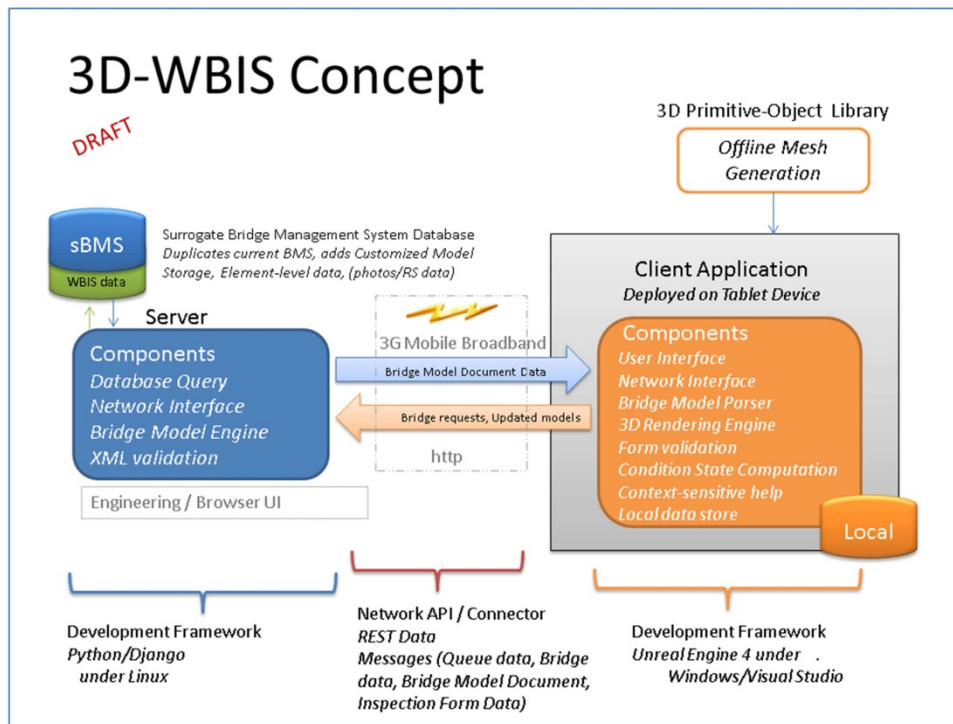 3D-WBIS Concept
DRAFT
3D Primitive-Object Library
Offline Mesh
Generation
sBMS
WBIS data
Surrogate Bridge Management System Database
Duplicates current BMS, adds Customized Model
Storage, Element-level data, (photos/RS data)
Server
Components
Database Query
Network Interface
Bridge Model Engine
XML validation
Engineering / Browser UI
3G Mobile Broadband
Bridge Model Document Data
Bridge requests, Updated models
http
Client Application
Deployed on Tablet Device
Components
User Interface
Network Interface
Bridge Model Parser
3D Rendering Engine
Form validation
Condition State Computation
Context-sensitive help
Local data store
Local
Development Framework
Python/Django
under Linux
Network API / Connector
REST Data
Messages (Queue data, Bridge
data, Bridge Model Document,
Inspection Form Data)
Development Framework
Unreal Engine 4 under .
Windows/Visual Studio